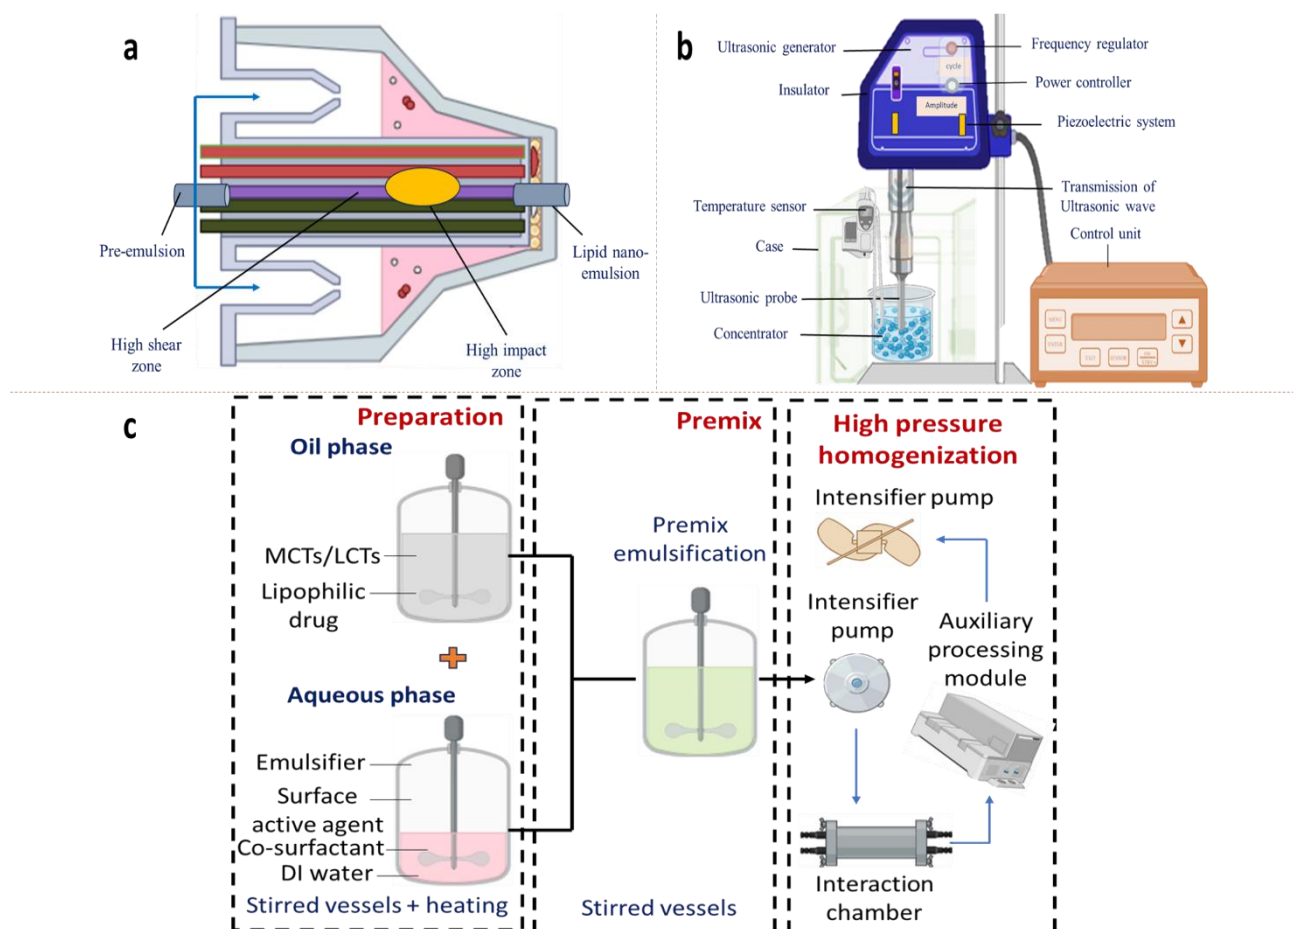 a
Pre-emulsion
High shear
zone
High impact
zone
Lipid nano-
emulsion
b
Ultrasonic generator
Insulator
Frequency regulator
cycle
Power controller
Amplitude
Piezoelectric system
Transmission of
Ultrasonic wave
Temperature sensor
Case
Control unit
Ultrasonic probe
Concentrator
c
Preparation
Oil phase
MCTs/LCTs
Lipophilic
drug
Aqueous phase
Emulsifier
Surface
active agent
Co-surfactant
DI water
Stirred vessels + heating
Premix
Premix
emulsification
Stirred vessels
High pressure
homogenization
Intensifier pump
Intensifier
pump
Auxiliary
processing
module
Interaction
chamber